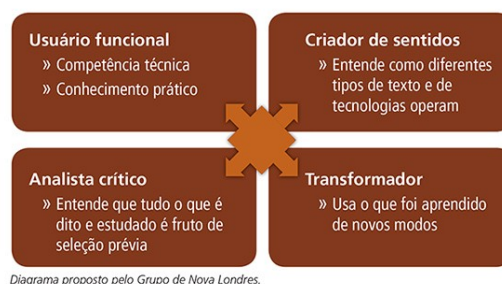 Usuário funcional
» Competência técnica
» Conhecimento prático
Criador de sentidos
» Entende como diferentes
tipos de texto e de
tecnologias operam
Analista crítico
» Entende que tudo o que é
dito e estudado é fruto de
seleção prévia
Transformador
» Usa o que foi aprendido
de novos modos
Diagrama proposto pelo Grupo de Nova Londres.